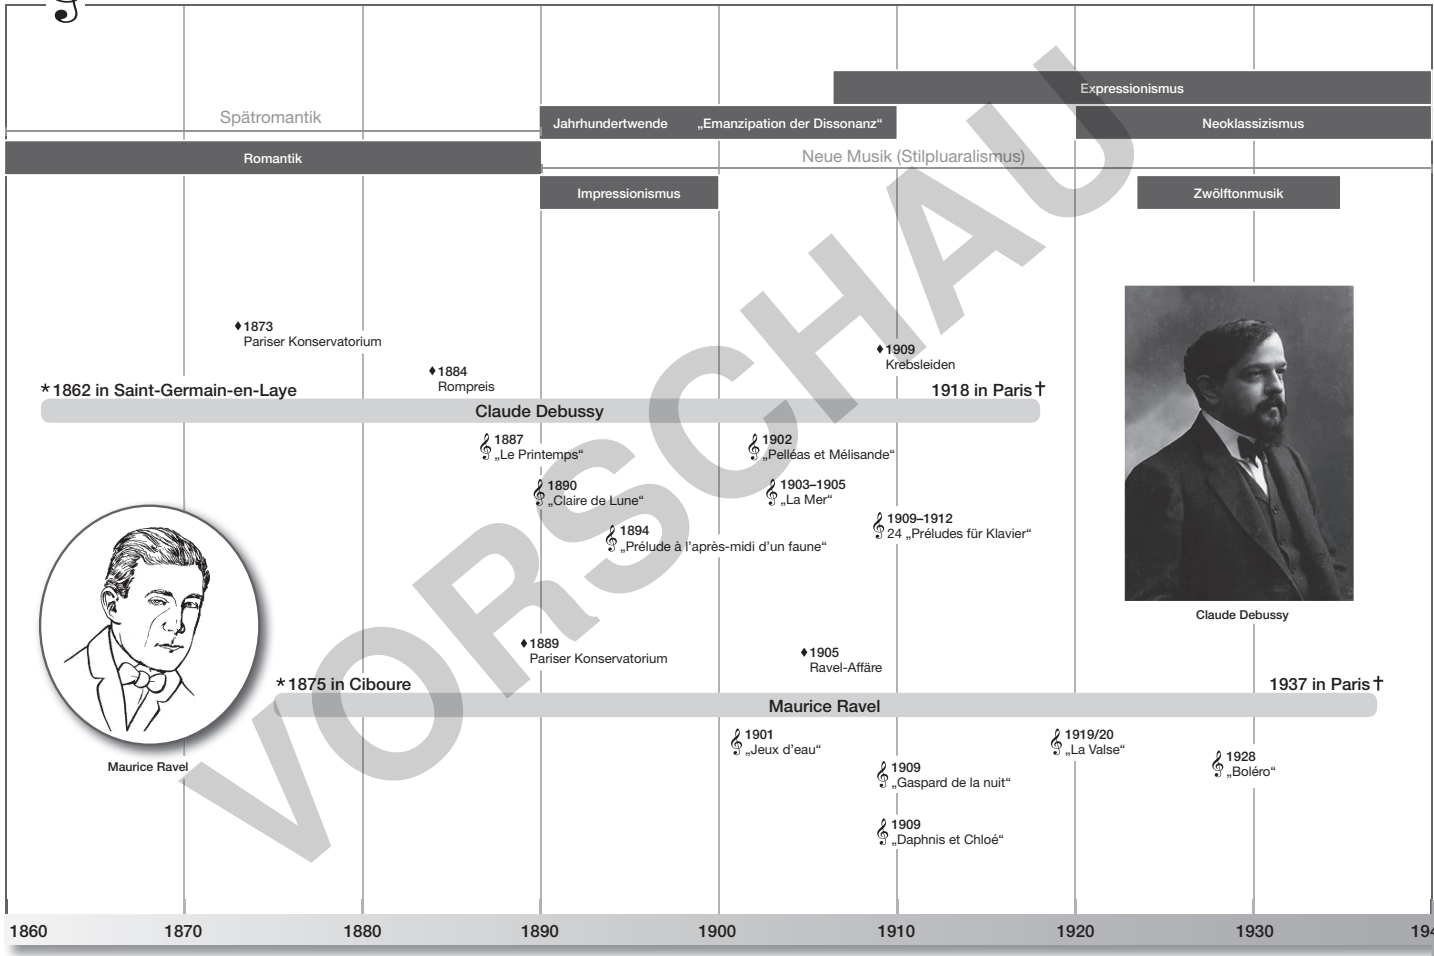 Expressionismus
Spätromantik
Jahrhundertwende „Emanzipation der Dissonanz“
Neoklassizismus
Romantik
Neue Musik (Stilpluaralismus)
Impressionismus
Zwölftonmusik
♦ 1873
Pariser Konservatorium
♦ 1909
Krebsleiden
♦ 1884
Rompreis
* 1862 in Saint-Germain-en-Laye
1918 in Paris †
Claude Debussy
1887
„Le Printemps“
1902
„Pelléas et Mélisande“
1890
„Claire de Lune“
1903–1905
„La Mer“
1894
„Prélude à l’après-midi d’un faune“
1909–1912
24 „Préludes für Klavier“
Claude Debussy
♦ 1889
Pariser Konservatorium
♦ 1905
Ravel-Affäre
* 1875 in Ciboure
1937 in Paris †
Maurice Ravel
Maurice Ravel
1901
„Jeux d’eau“
1919/20
„La Valse“
1909
„Gaspard de la nuit“
1928
„Boléro“
1909
„Daphnis et Chloé“
1860 1870 1880 1890 1900 1910 1920 1930
VORSCHAU